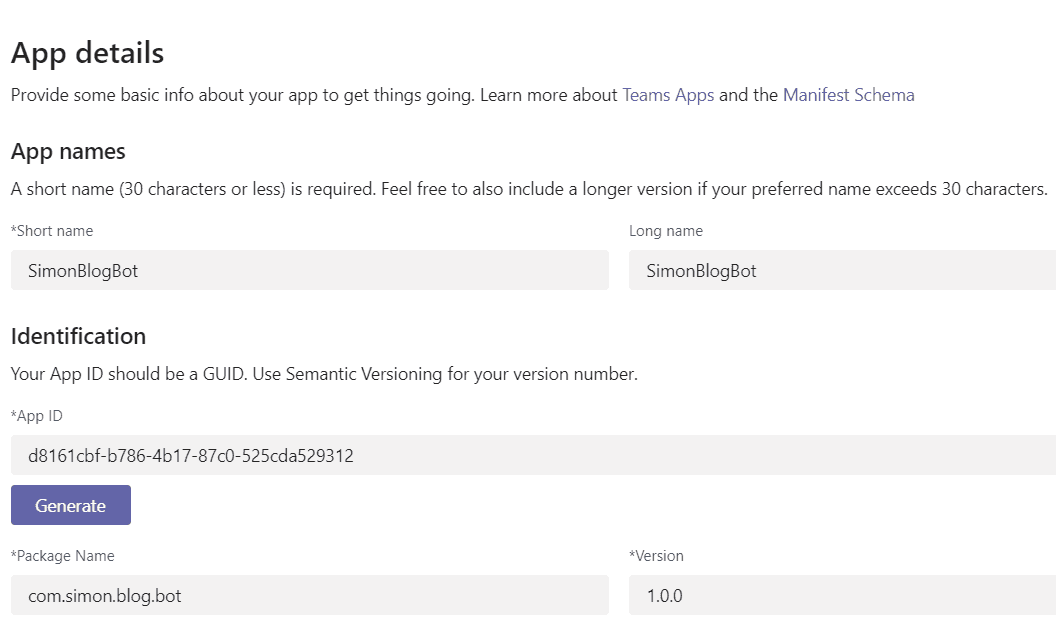 App details
Provide some basic info about your app to get things going. Learn more about Teams Apps and the Manifest Schema
App names
A short name (30 characters or less) is required. Feel free to also include a longer version if your preferred name exceeds 30 characters.
*Short name
Long name
SimonBlogBot
SimonBlogBot
Identification
Your App ID should be a GUID. Use Semantic Versioning for your version number.
*App ID
d8161cbf-b786-4b17-87c0-525cda529312
Generate
*Package Name
*Version
com.simon.blog.bot
1.0.0